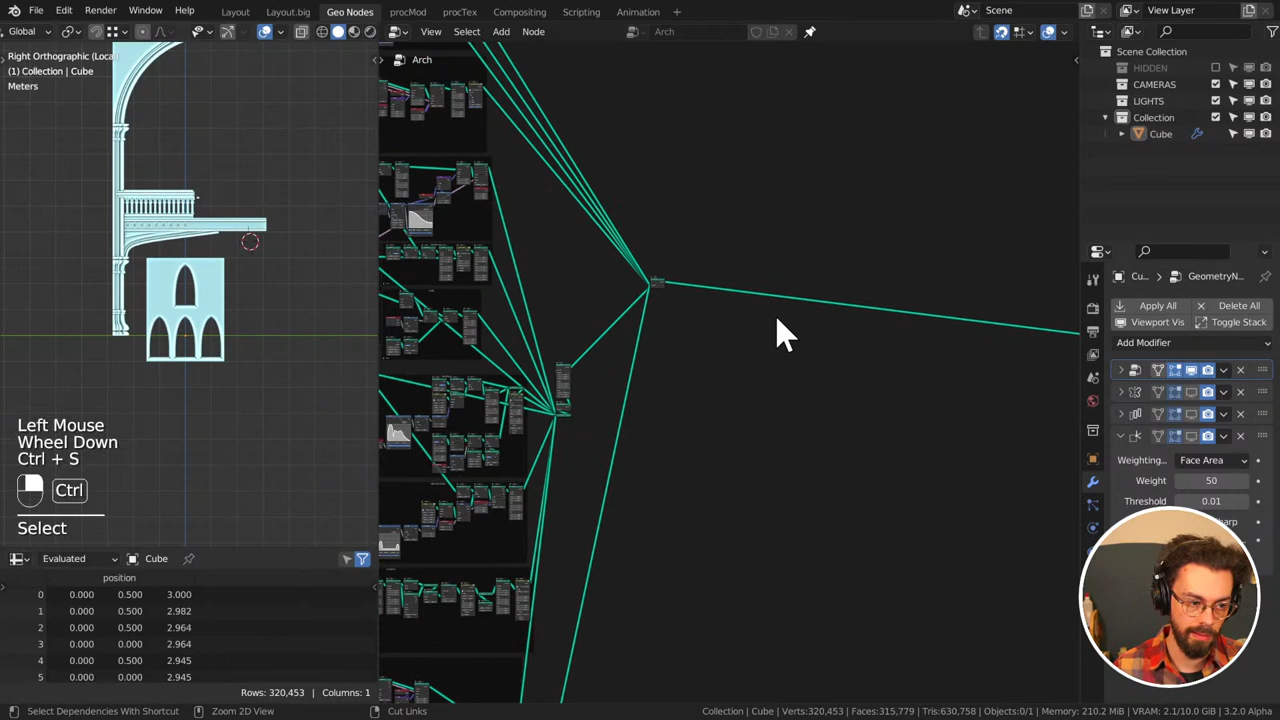 File Edit Render Window Help Layout Layout.big Geo Nodes procMod procTex Compositing Scripting Animation + Scene View Layer
Global View Select Add Node Arch
Right Orthographic (Local)
(1) Collection | Cube
Meters
Arch
Scene Collection
HIDDEN
CAMERAS
LIGHTS
Collection
Cube
Cu... GeometryN...
Apply All Delete All
Viewport Vis Toggle Stack
Add Modifier
Weighting... Face Area
Weight 50
Threshold 0.01
Left Mouse
Wheel Down
Ctrl + S
Ctrl
Select
Evaluated Cube
position
0 0.000 0.500 3.000
1 0.000 0.500 2.982
2 0.000 0.500 2.964
3 0.000 0.000 2.964
4 0.000 0.500 2.945
5 0.000 0.000 2.945
Rows: 320,453 | Columns: 1
Select Dependencies With Shortcut Zoom 2D View Cut Links Collection | Cube | Verts:320,453 | Faces:315,779 | Tris:630,758 | Objects:0/1 | Memory: 210.2 MiB | VRAM: 2.1/10.0 GiB | 3.2.0 Alpha